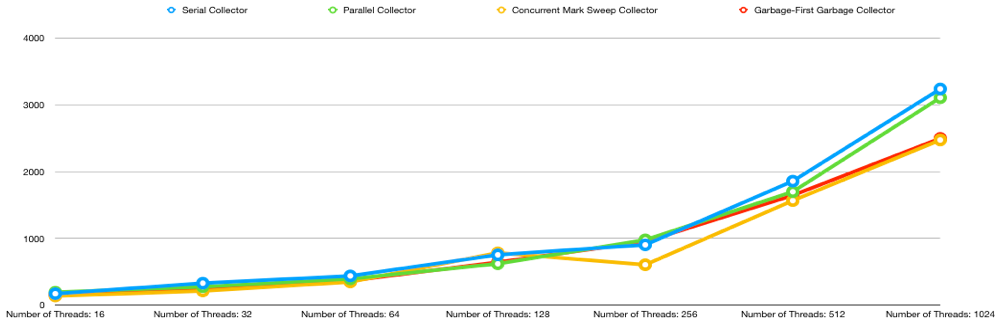 Serial Collector Parallel Collector Concurrent Mark Sweep Collector Garbage-First Garbage Collector
4000
3000
2000
1000
0
Number of Threads: 16 Number of Threads: 32 Number of Threads: 64 Number of Threads: 128 Number of Threads: 256 Number of Threads: 512 Number of Threads: 1024